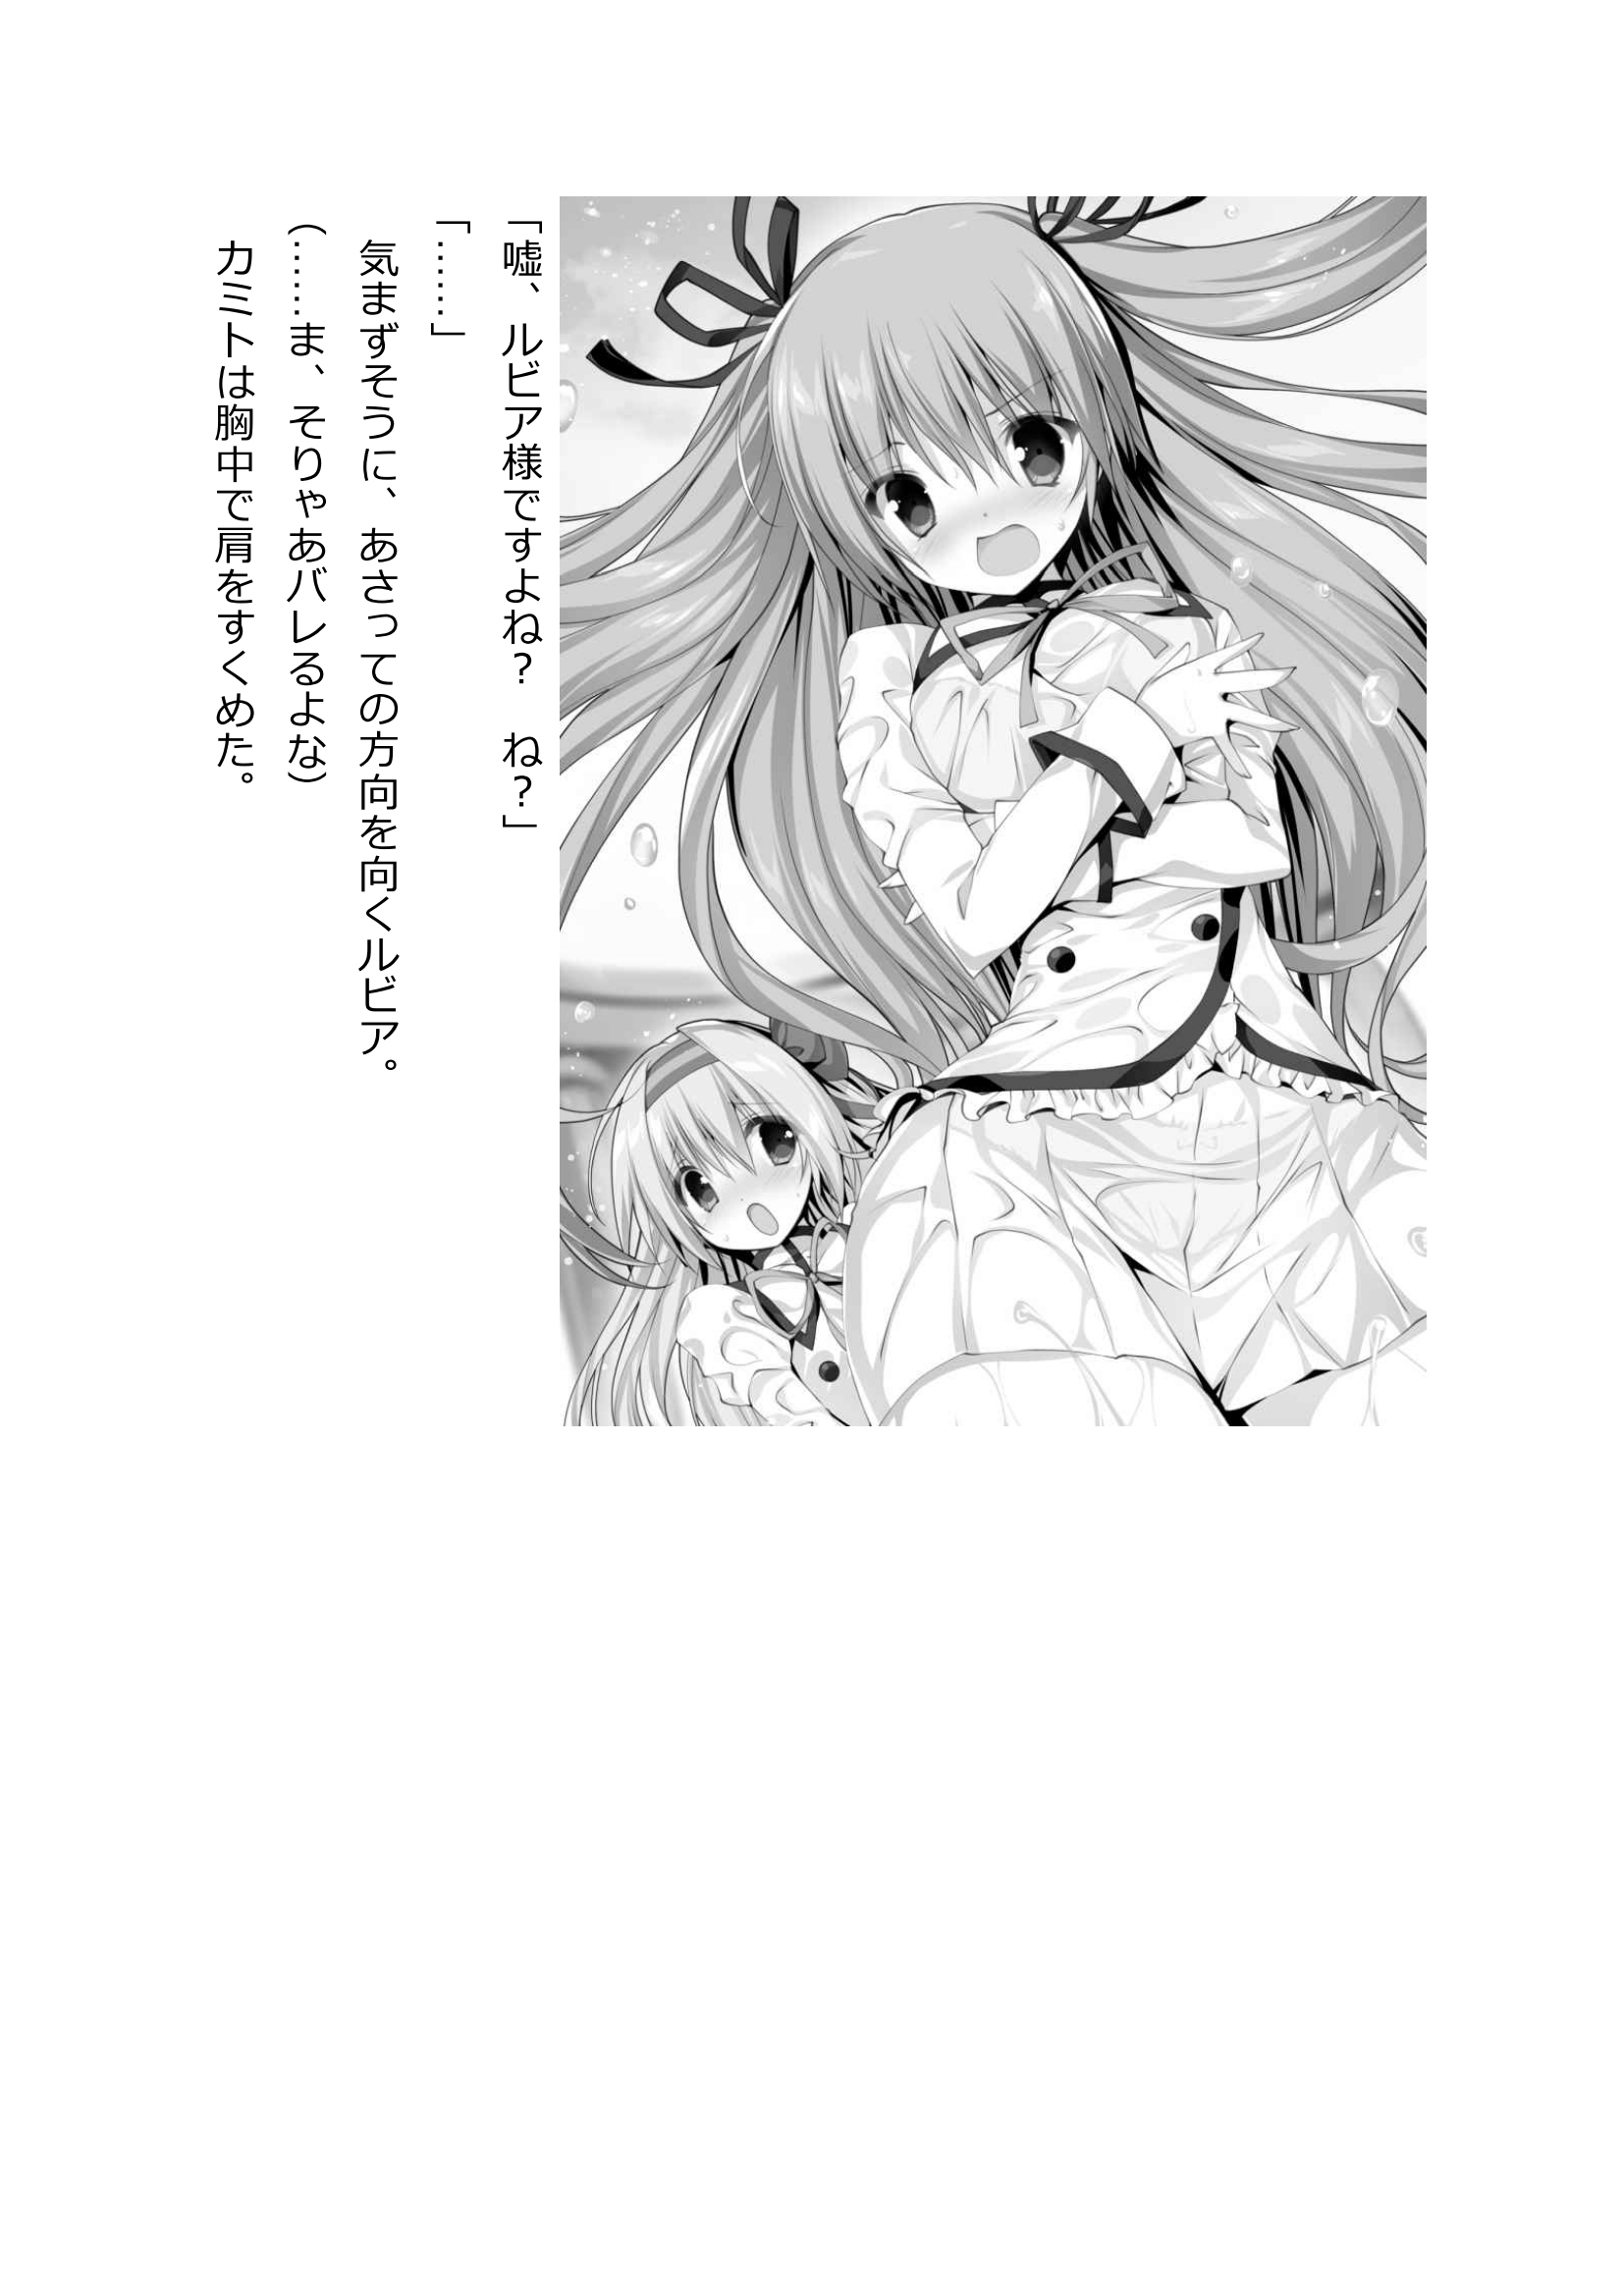 「嘘、ルビア様ですよね？　ね？」
「……」
　気まずそうに、あさっての方向を向くルビア。
（……ま、そりゃあバレるよな）
　カミトは胸中で肩をすくめた。